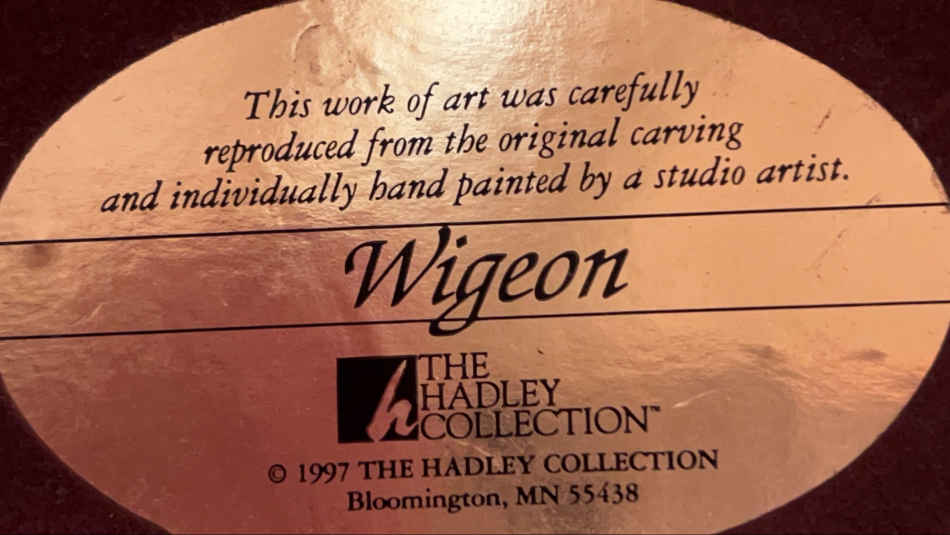 This work of art was carefully
reproduced from the original carving
and individually hand painted by a studio artist.
Wigeon
h
THE
HADLEY
COLLECTION™
© 1997 THE HADLEY COLLECTION
Bloomington, MN 55438